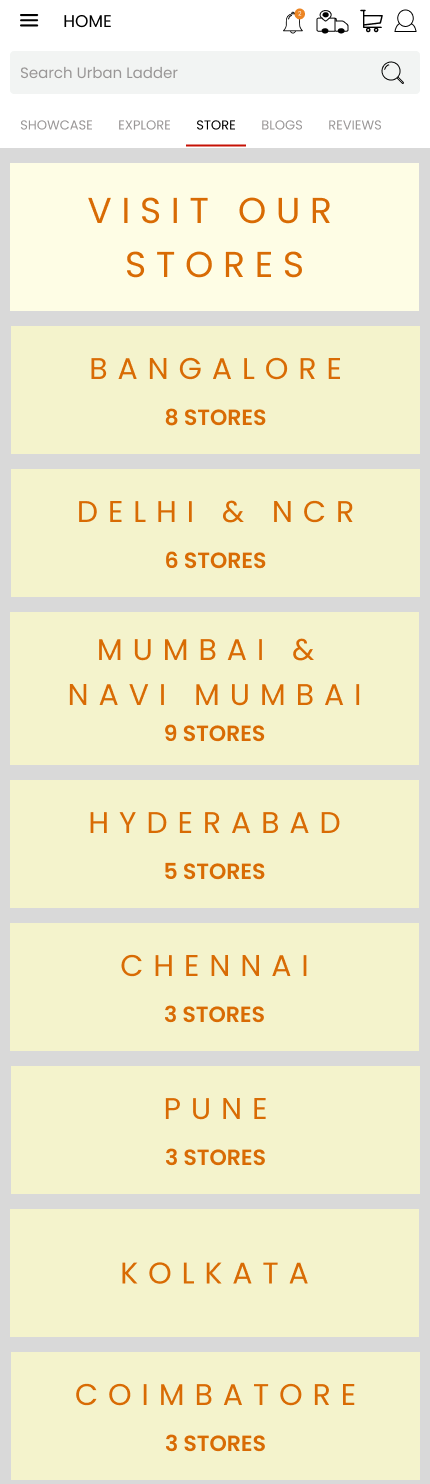 HOME
2
Search Urban Ladder
SHOWCASE EXPLORE STORE BLOGS REVIEWS
VISIT OUR
STORES
BANGALORE
8 STORES
DELHI & NCR
6 STORES
MUMBAI &
NAVI MUMBAI
9 STORES
HYDERABAD
5 STORES
CHENNAI
3 STORES
PUNE
3 STORES
KOLKATA
COIMBATORE
3 STORES